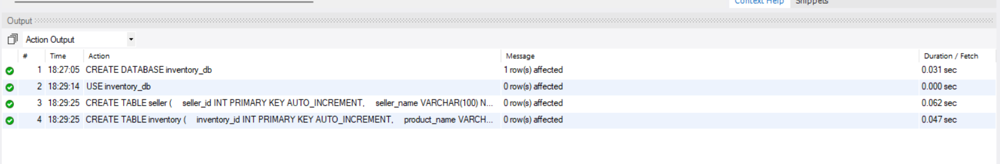 Context Help Snippets
Output
Action Output
# Time Action Message Duration / Fetch
1 18:27:05 CREATE DATABASE inventory_db 1 row(s) affected 0.031 sec
2 18:29:14 USE inventory_db 0 row(s) affected 0.000 sec
3 18:29:25 CREATE TABLE seller ( seller_id INT PRIMARY KEY AUTO_INCREMENT, seller_name VARCHAR(100) N... 0 row(s) affected 0.062 sec
4 18:29:25 CREATE TABLE inventory ( inventory_id INT PRIMARY KEY AUTO_INCREMENT, product_name VARCH... 0 row(s) affected 0.047 sec